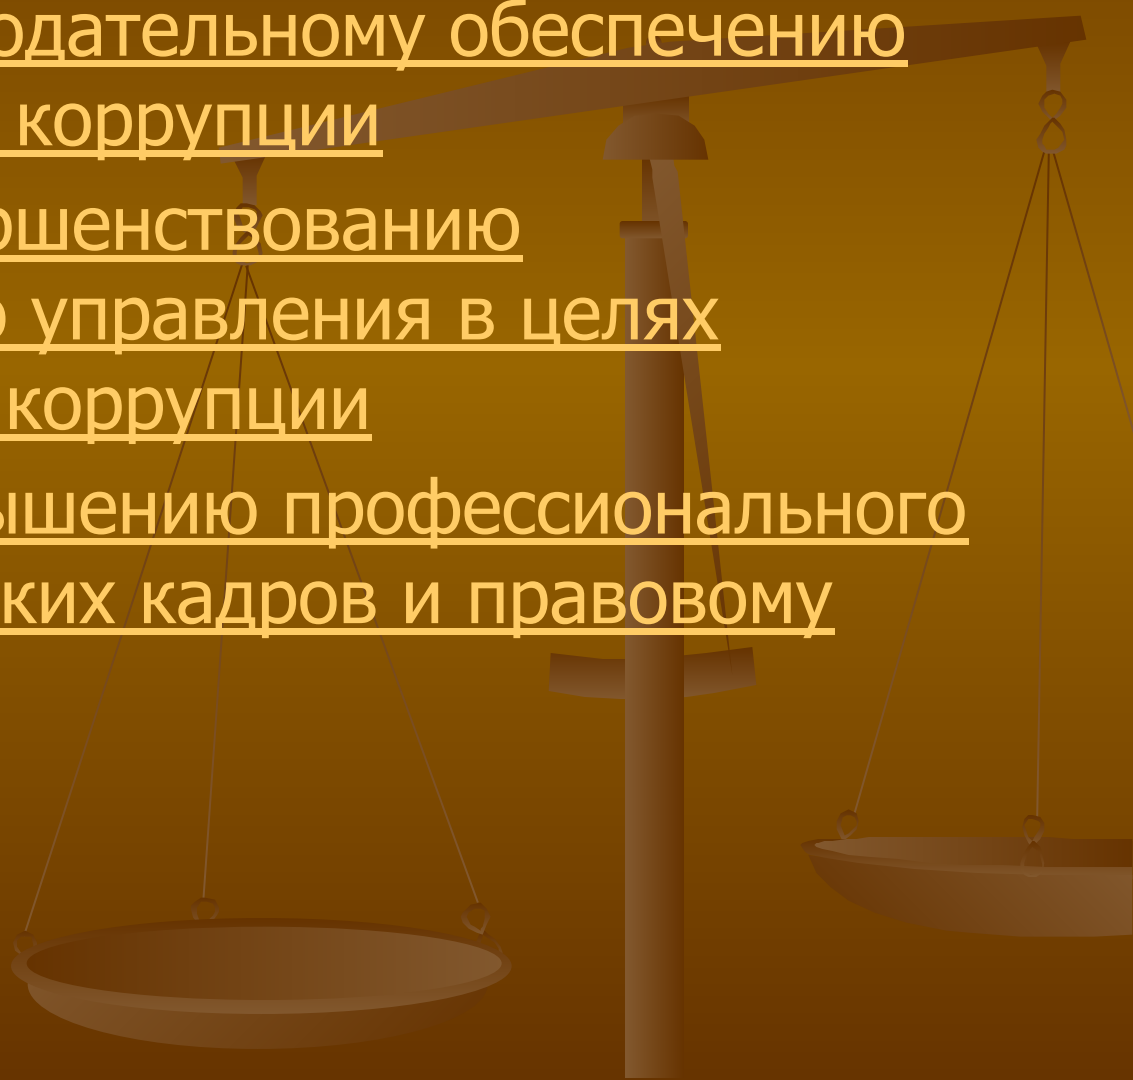 одательному обеспечению
коррупции
ршенствованию
о управления в целях
коррупции
ышению профессионального
ких кадров и правовому